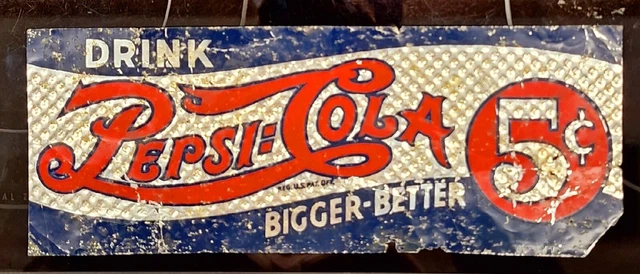 DRINK
PEPSI=COLA
5¢
REG. U.S. PAT. OFF.
BIGGER-BETTER